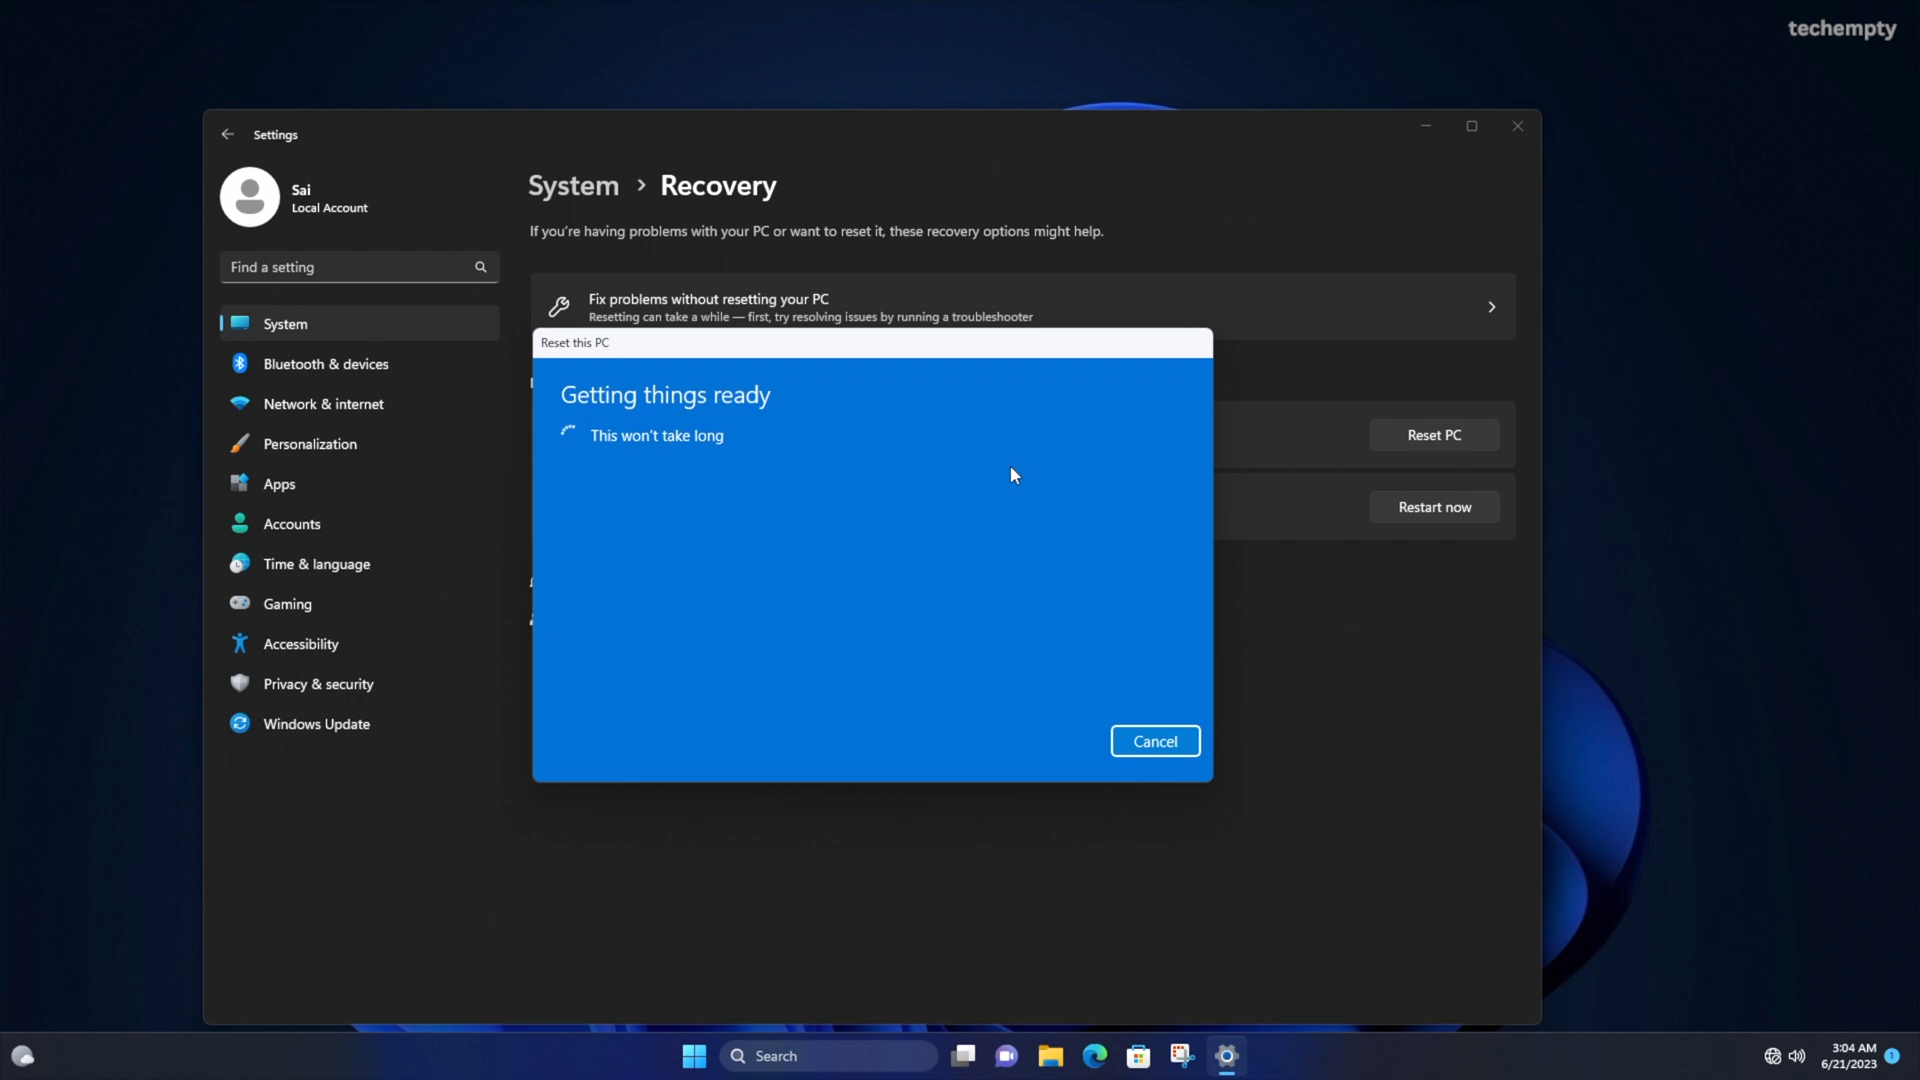 techempty
Settings
Sai
Local Account
Find a setting
System
Bluetooth & devices
Network & internet
Personalization
Apps
Accounts
Time & language
Gaming
Accessibility
Privacy & security
Windows Update
System > Recovery
If you're having problems with your PC or want to reset it, these recovery options might help.
Fix problems without resetting your PC
Resetting can take a while — first, try resolving issues by running a troubleshooter
Reset this PC
Getting things ready
This won't take long
Cancel
Reset PC
Restart now
Search
3:04 AM
6/21/2023
1